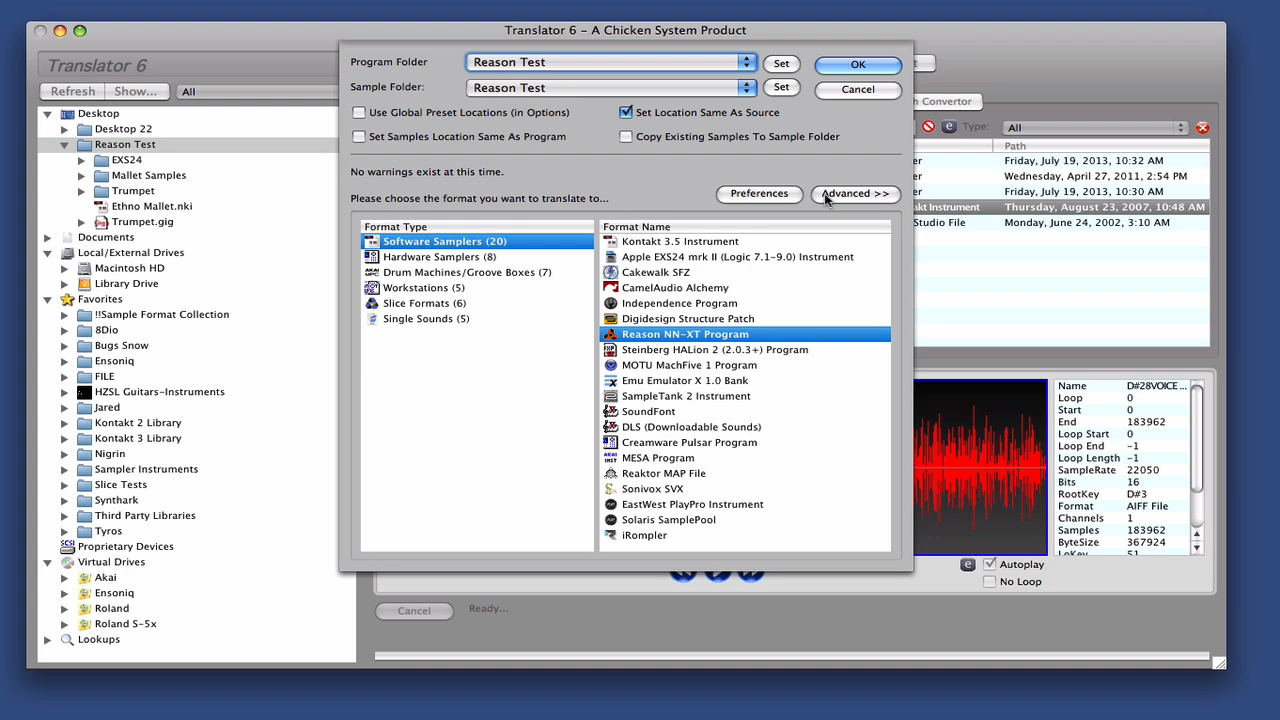 Translator 6 – A Chicken System Product
Translator 6
Refresh
Show...
All
Desktop
Desktop 22
Reason Test
EXS24
Mallet Samples
Trumpet
Ethno Mallet.nki
Trumpet.gig
Documents
Local/External Drives
Macintosh HD
Library Drive
Favorites
!!Sample Format Collection
8Dio
Bugs Snow
Ensoniq
FILE
HZSL Guitars-Instruments
Jared
Kontakt 2 Library
Kontakt 3 Library
Nigrin
Sampler Instruments
Slice Tests
Synthark
Third Party Libraries
Tyros
Proprietary Devices
Virtual Drives
Akai
Ensoniq
Roland
Roland S-5x
Lookups
Program Folder
Reason Test
Set
OK
Sample Folder:
Reason Test
Set
Cancel
Use Global Preset Locations (in Options)
Set Location Same As Source
Set Samples Location Same As Program
Copy Existing Samples To Sample Folder
No warnings exist at this time.
Please choose the format you want to translate to...
Preferences
Advanced >>
Format Type
Software Samplers (20)
Hardware Samplers (8)
Drum Machines/Groove Boxes (7)
Workstations (5)
Slice Formats (6)
Single Sounds (5)
Format Name
Kontakt 3.5 Instrument
Apple EXS24 mrk II (Logic 7.1-9.0) Instrument
Cakewalk SFZ
CamelAudio Alchemy
Independence Program
Digidesign Structure Patch
Reason NN-XT Program
Steinberg HALion 2 (2.0.3+) Program
MOTU MachFive 1 Program
Emu Emulator X 1.0 Bank
SampleTank 2 Instrument
SoundFont
DLS (Downloadable Sounds)
Creamware Pulsar Program
MESA Program
Reaktor MAP File
Sonivox SVX
EastWest PlayPro Instrument
Solaris SamplePool
iRompler
h Convertor
Type:
All
Path
er Friday, July 19, 2013, 10:32 AM
er Wednesday, April 27, 2011, 2:54 PM
er Friday, July 19, 2013, 10:30 AM
akt Instrument Thursday, August 23, 2007, 10:48 AM
Studio File Monday, June 24, 2002, 3:10 AM
Name D#28VOICE ...
Loop 0
Start 0
End 183962
Loop Start 0
Loop End -1
Loop Length -1
SampleRate 22050
Bits 16
RootKey D#3
Format AIFF File
Channels 1
Samples 183962
ByteSize 367924
LoKey 51
Autoplay
No Loop
Cancel
Ready...